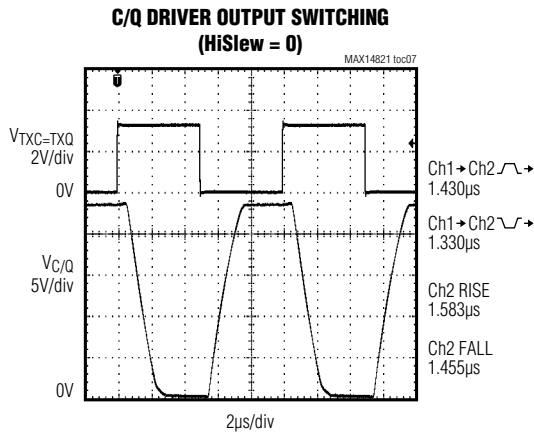 C/Q DRIVER OUTPUT SWITCHING
(HiSlew = 0)
MAX14821 toc07
T
VTXC=TXQ
2V/div
0V
VC/Q
5V/div
0V
Ch1→Ch2
1.430µs
Ch1→Ch2
1.330µs
Ch2 RISE
1.583µs
Ch2 FALL
1.455µs
2µs/div